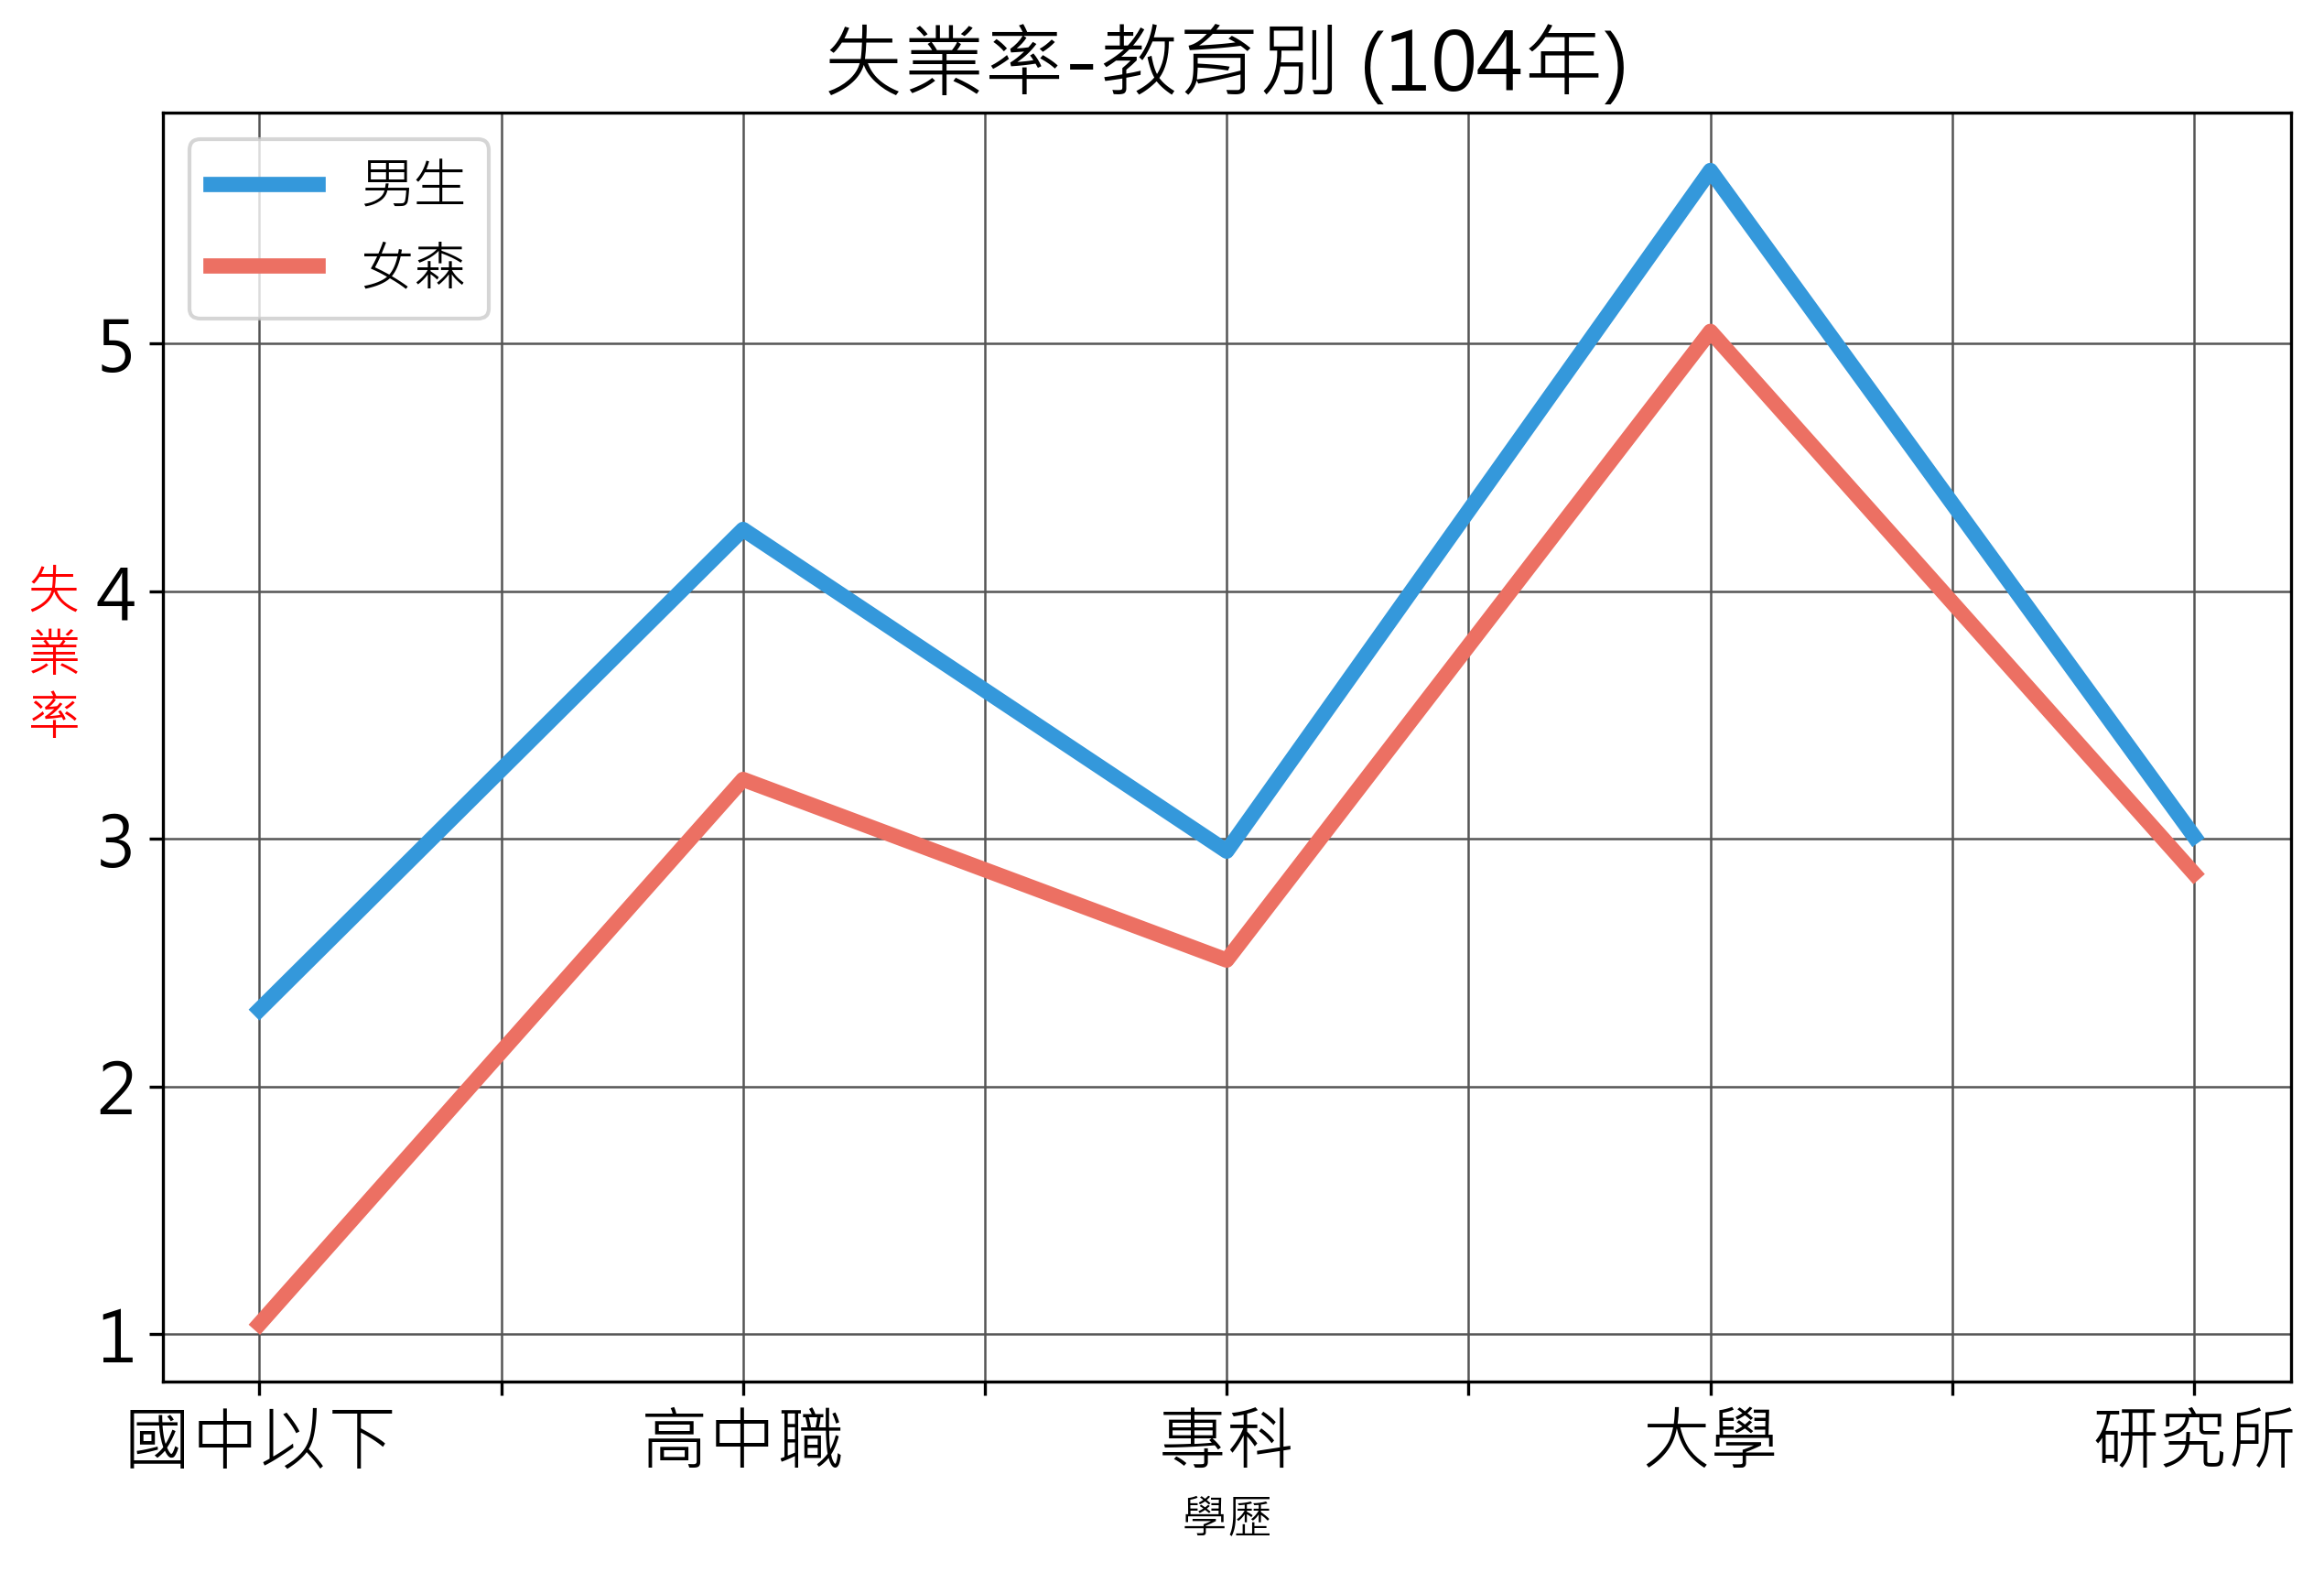 失業率-教育別 (104年)
男生
女森
5
4
3
2
1
失業率
國中以下 高中職 專科 大學 研究所
學歷